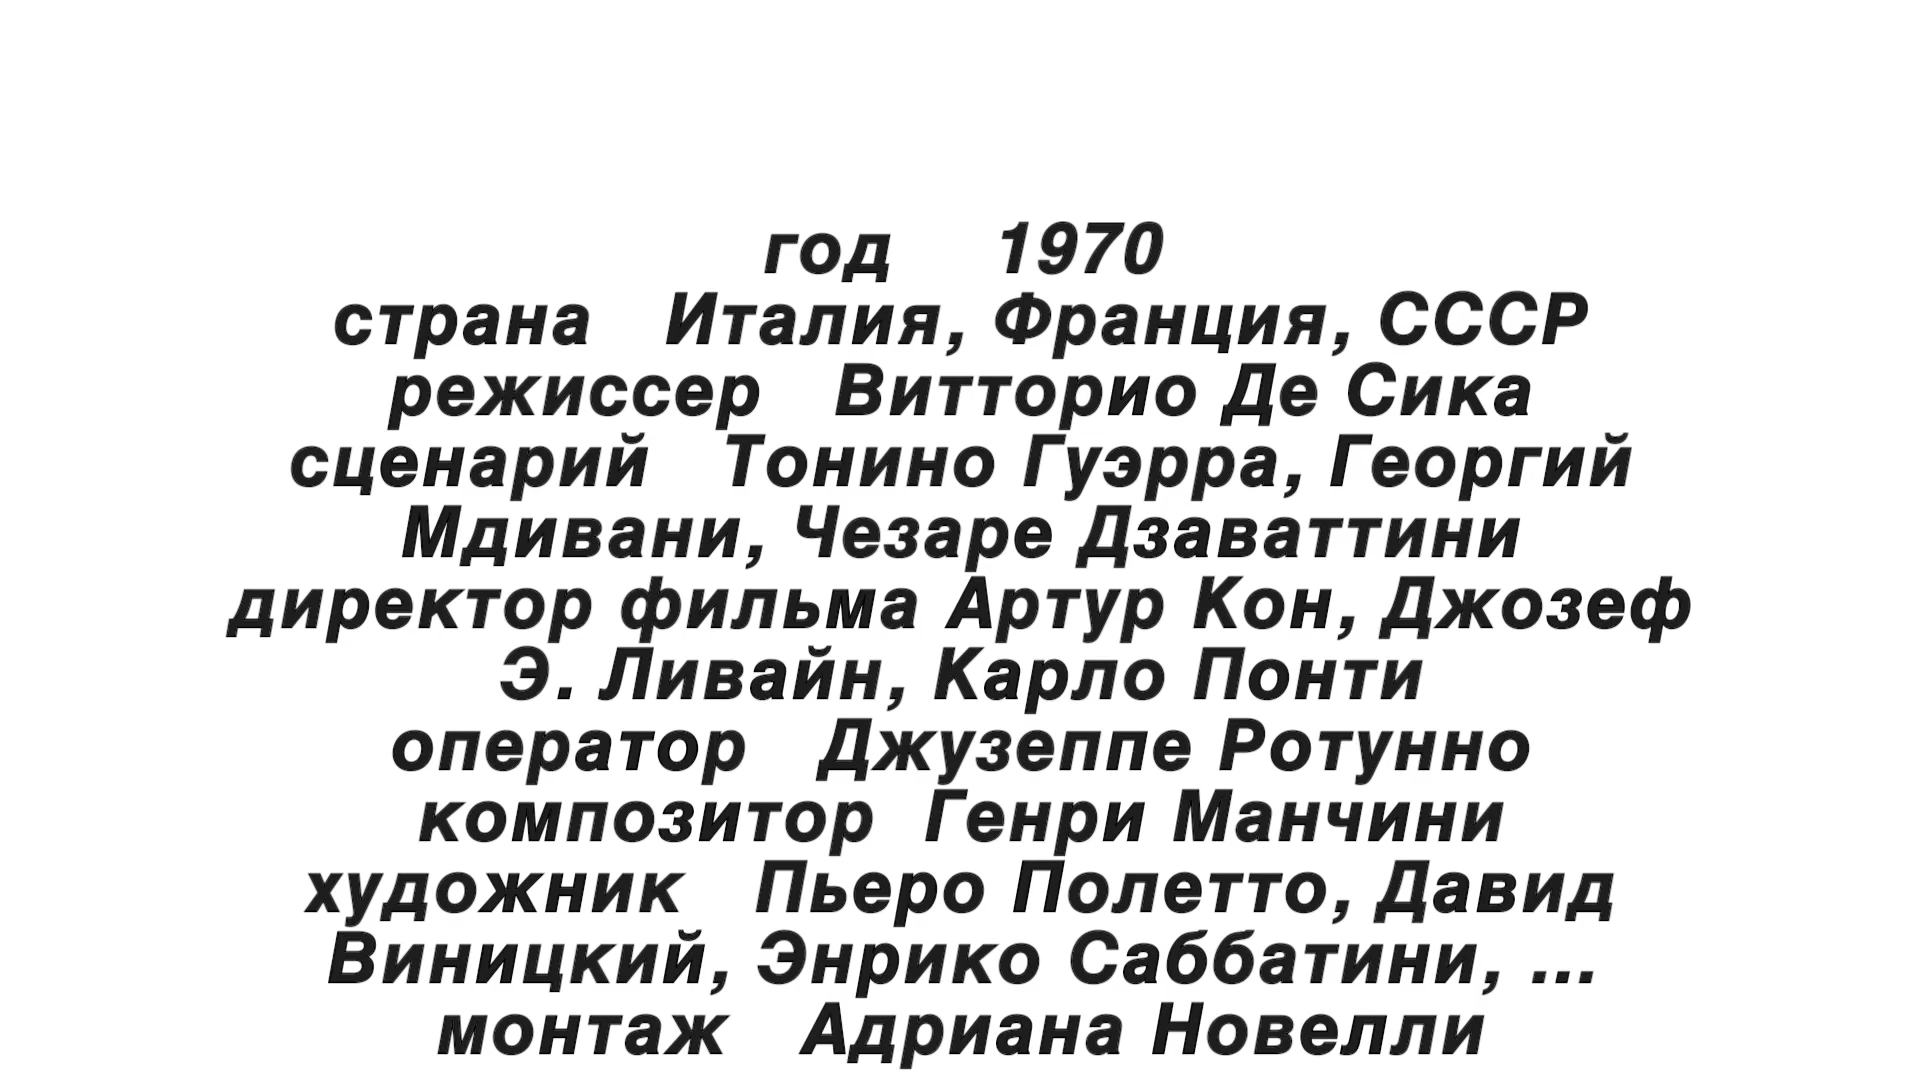 год 1970
страна Италия, Франция, СССР
режиссер Витторио Де Сика
сценарий Тонино Гуэрра, Георгий
Мдивани, Чезаре Дзаваттини
директор фильма Артур Кон, Джозеф
Э. Ливайн, Карло Понти
оператор Джузеппе Ротунно
композитор Генри Манчини
художник Пьеро Полетто, Давид
Виницкий, Энрико Саббатини, ...
монтаж Адриана Новелли